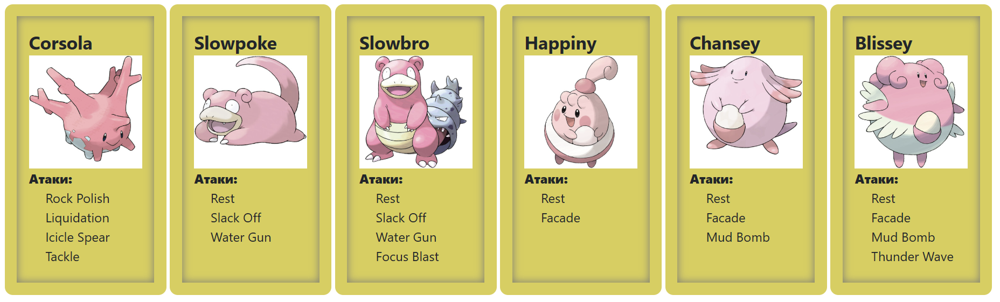 Corsola
Атаки:
Rock Polish
Liquidation
Icicle Spear
Tackle
Slowpoke
Атаки:
Rest
Slack Off
Water Gun
Slowbro
Атаки:
Rest
Slack Off
Water Gun
Focus Blast
Happiny
Атаки:
Rest
Facade
Chansey
Атаки:
Rest
Facade
Mud Bomb
Blissey
Атаки:
Rest
Facade
Mud Bomb
Thunder Wave